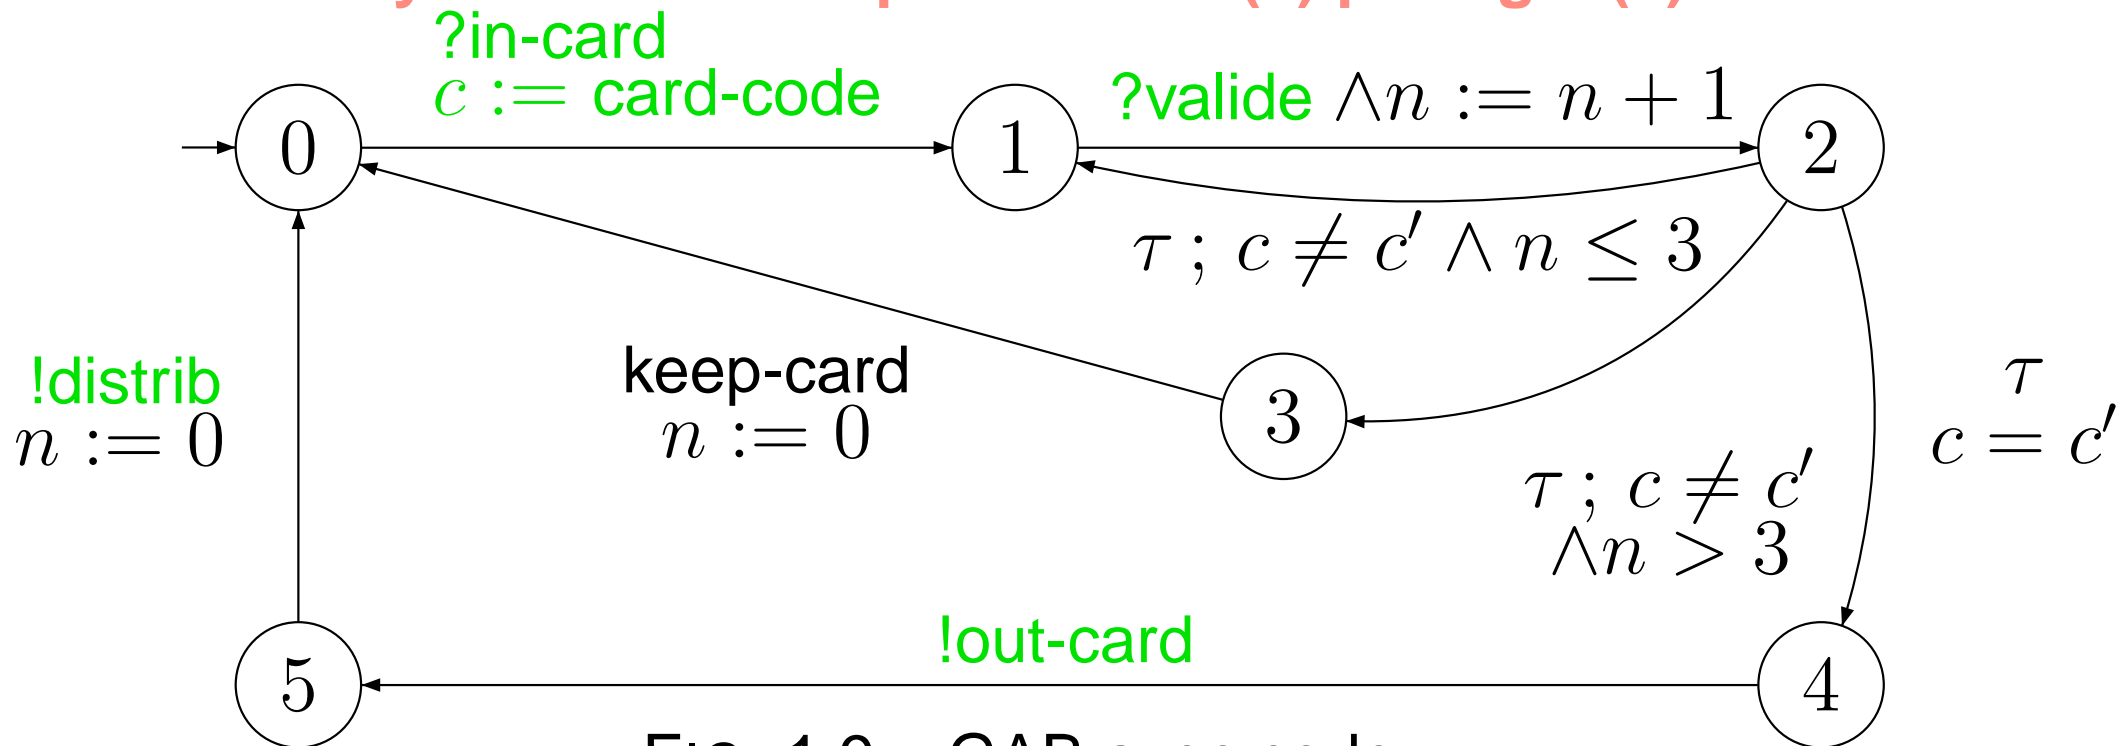 ?in-card
c := card-code
?valide ∧n := n + 1
0
1
2
τ ; c ≠ c′ ∧ n ≤ 3
!distrib
n := 0
keep-card
n := 0
3
τ
c = c′
τ ; c ≠ c′
∧n > 3
!out-card
5
4